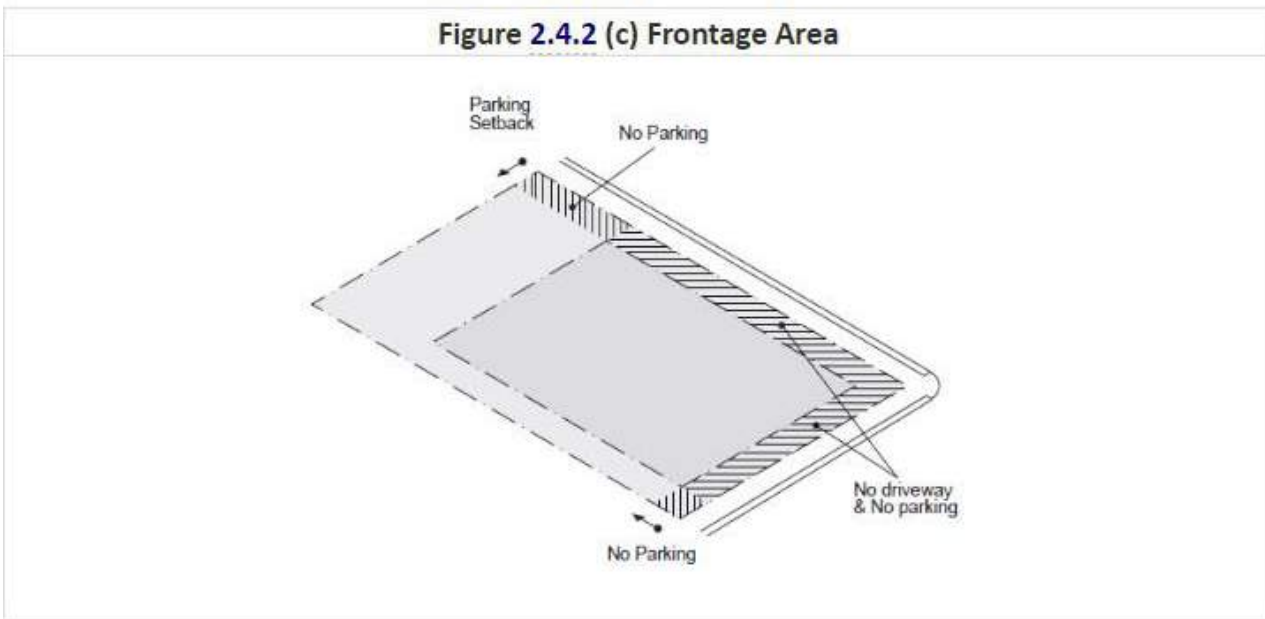 Figure 2.4.2 (c) Frontage Area
Parking
Setback
No Parking
No driveway
& No parking
No Parking